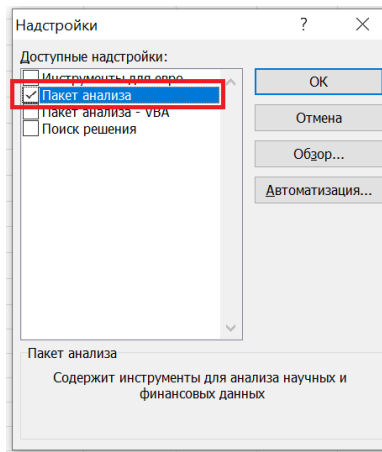 Надстройки ? ×
Доступные надстройки:
Инструменты для евро
Пакет анализа
Пакет анализа - VBA
Поиск решения
ОК
Отмена
Обзор...
Автоматизация...
Пакет анализа
Содержит инструменты для анализа научных и
финансовых данных